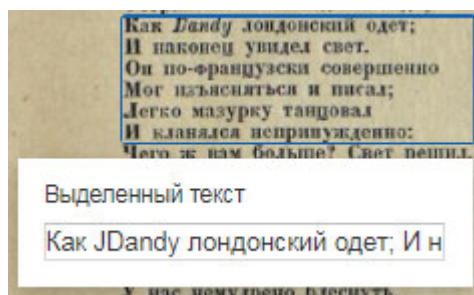 Как Dandy лондонский одет;
И наконец увидел свет.
Он по-французски совершенно
Мог изъясняться и писал;
Легко мазурку танцовал
И кланялся непринужденно:
Чего ж вам больше? Свет решил,
Выделенный текст
Как JDandy лондонский одет; И н
У нас немудрено блеснуть.